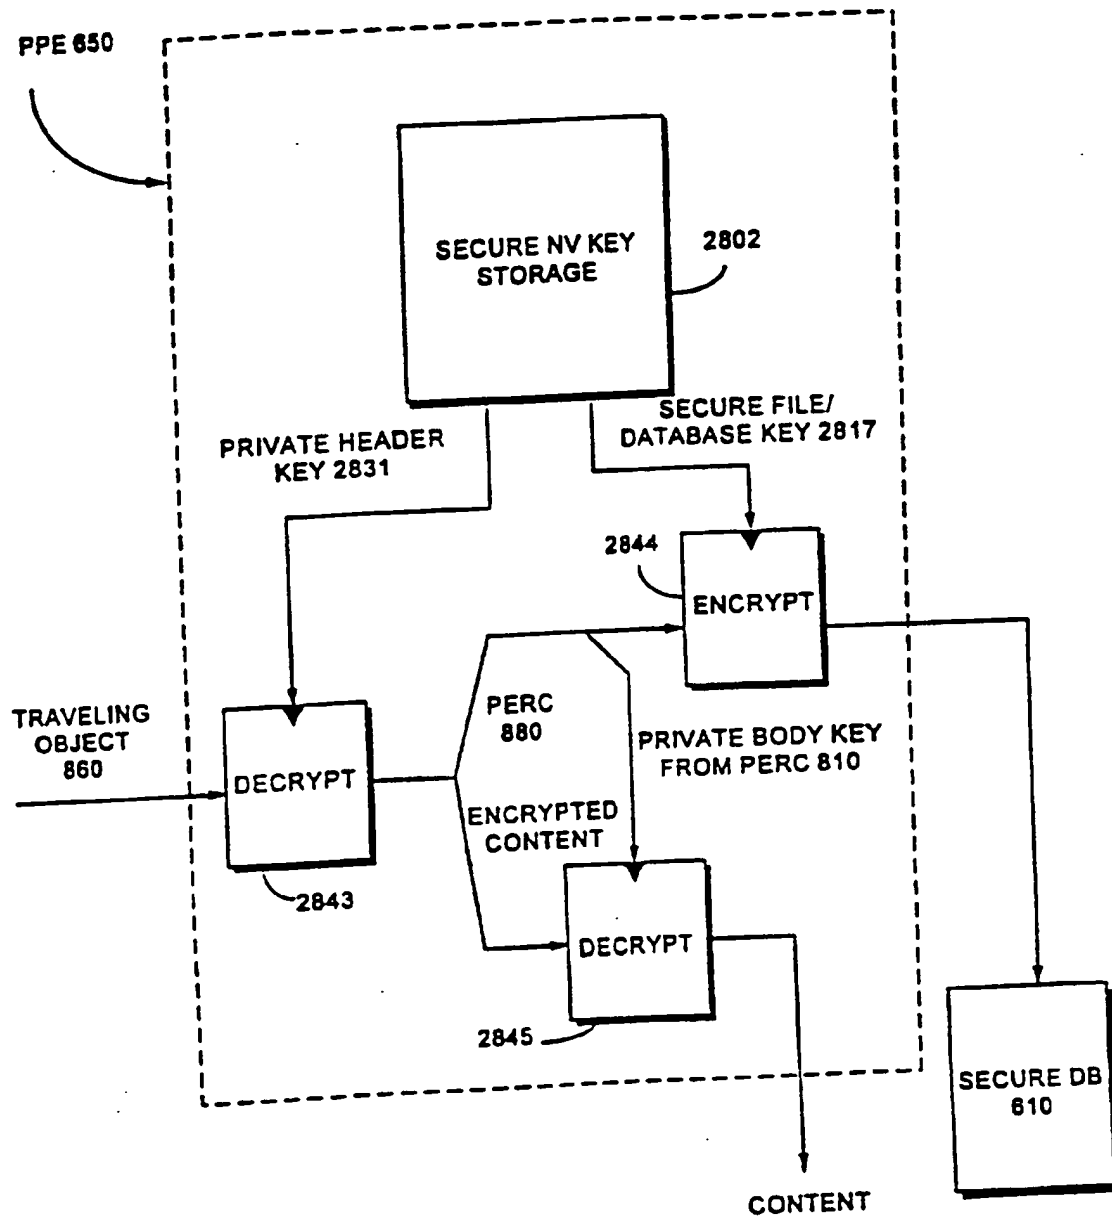 PPE 650
SECURE NV KEY
STORAGE
2802
PRIVATE HEADER
KEY 2831
SECURE FILE/
DATABASE KEY 2817
2844
ENCRYPT
TRAVELING
OBJECT
860
DECRYPT
2843
PERC
880
PRIVATE BODY KEY
FROM PERC 810
ENCRYPTED
CONTENT
DECRYPT
2845
SECURE DB
610
CONTENT